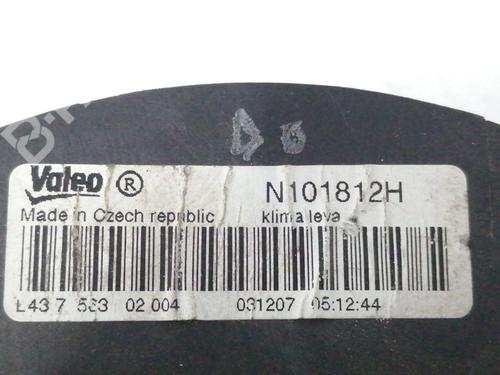 Valeo ® N101812H
Made in Czech republic klima leva
L43 7 563 02 004 031207 05:12:44